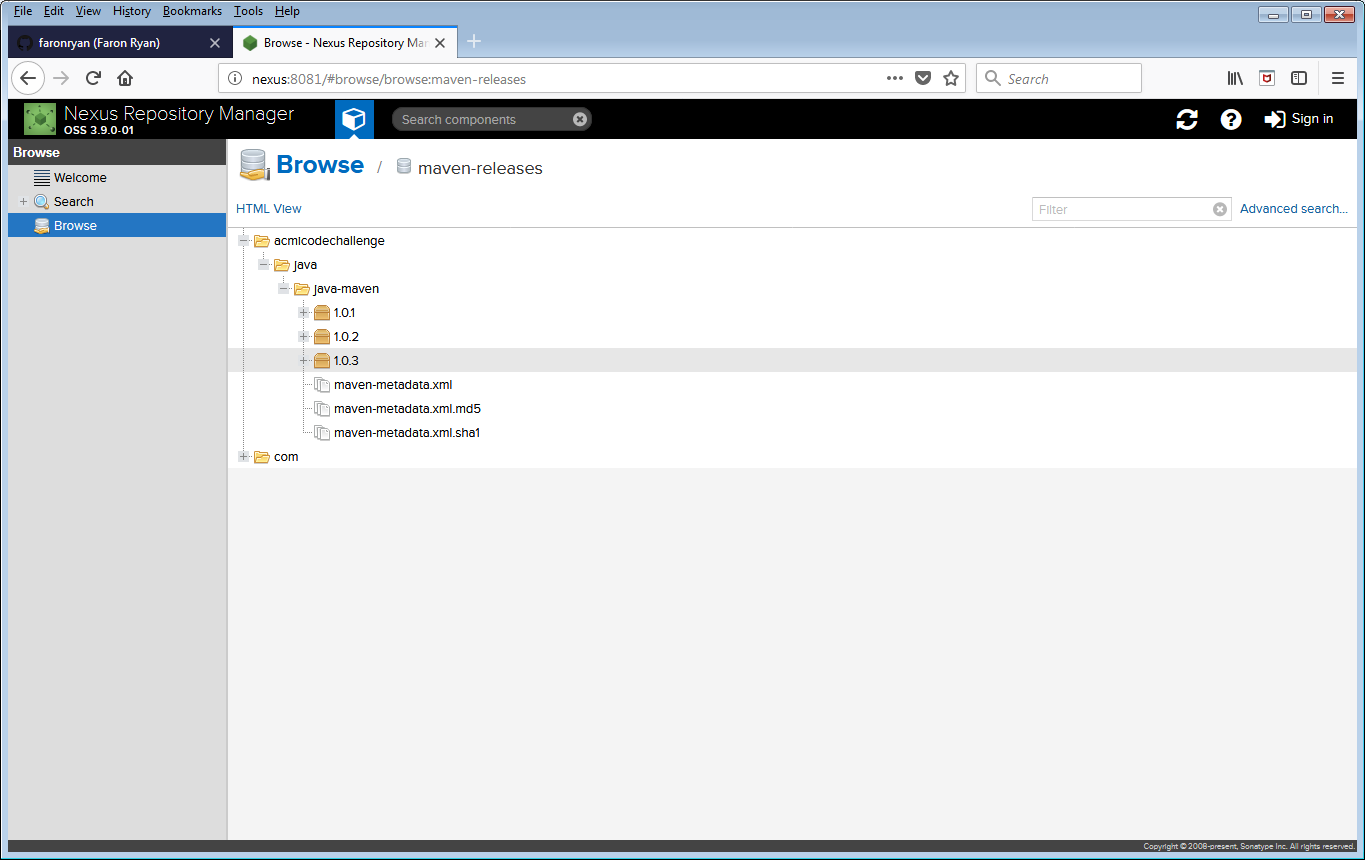 File Edit View History Bookmarks Tools Help
faronryan (Faron Ryan)
Browse - Nexus Repository Mar
nexus:8081/#browse/browse:maven-releases
Search
Nexus Repository Manager
OSS 3.9.0-01
Search components
Sign in
Browse
Welcome
Search
Browse
Browse / maven-releases
HTML View
Filter
Advanced search...
acmicodechallenge
java
java-maven
1.0.1
1.0.2
1.0.3
maven-metadata.xml
maven-metadata.xml.md5
maven-metadata.xml.sha1
com
Copyright © 2008-present, Sonatype Inc. All rights reserved.